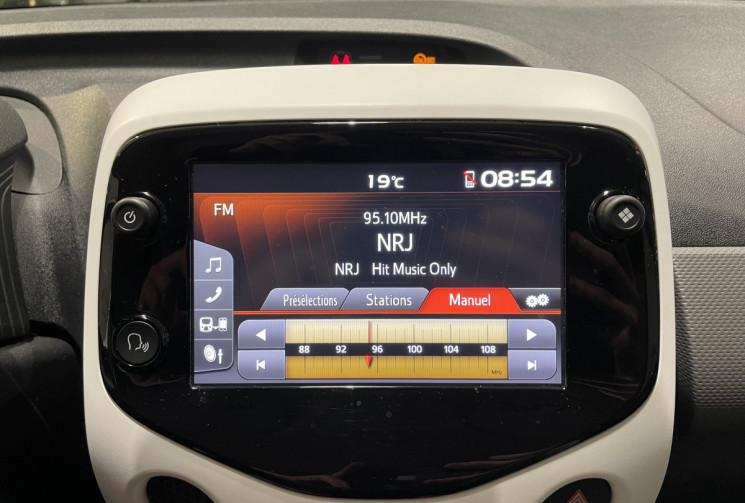 19°c 08:54
FM
95.10MHz
NRJ
NRJ Hit Music Only
Présélections Stations Manuel
88 92 96 100 104 108
MHz